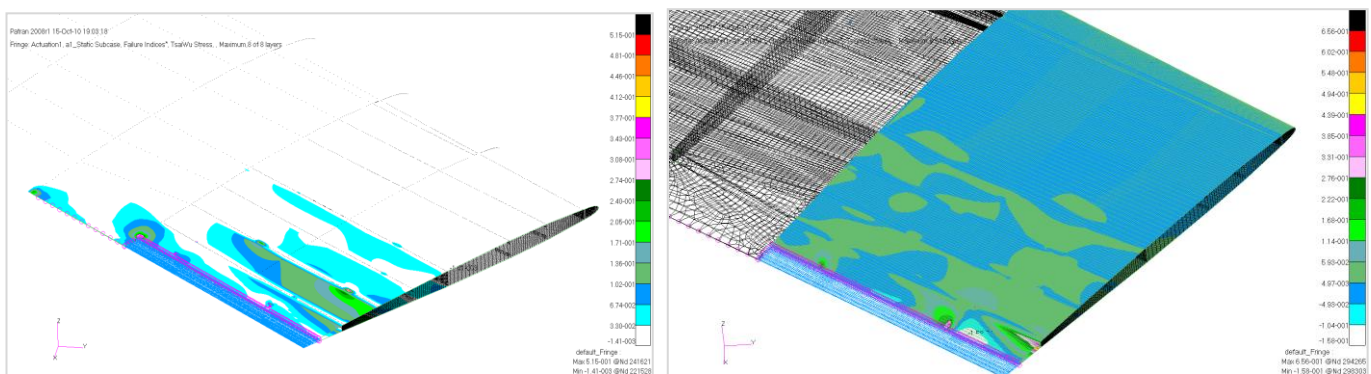 Patran 2008r1 15-Oct-10 19:03:18
Fringe: Actuation1, a1_Static Subcase, Failure Indices", TsaiWu Stress, , Maximum,8 of 8 layers
5.15-001
4.81-001
4.46-001
4.12-001
3.77-001
3.43-001
3.08-001
2.74-001
2.40-001
2.05-001
1.71-001
1.36-001
1.02-001
6.74-002
3.30-002
-1.41-003
default_Fringe :
Max 5.15-001 @Nd 241621
Min -1.41-003 @Nd 221528
Z
Y
X
6.56-001
6.02-001
5.48-001
4.94-001
4.39-001
3.85-001
3.31-001
2.76-001
2.22-001
1.68-001
1.14-001
5.93-002
4.97-003
-4.93-002
-1.04-001
-1.58-001
default_Fringe :
Max 6.56-001 @Nd 294265
Min -1.58-001 @Nd 298303
Z
Y
X